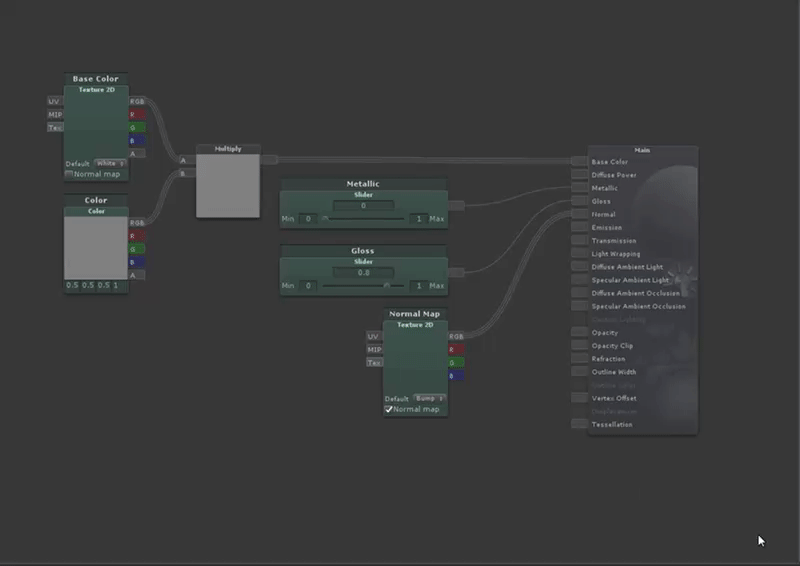 Base Color
Texture 2D
UV RGB
MIP R
Tex G
B
A
Default White
Normal map
Color
Color
RGB
R
G
B
A
0.5 0.5 0.5 1
Multiply
A
B
Metallic
Slider
0
Min 0 1 Max
Gloss
Slider
0.8
Min 0 1 Max
Normal Map
Texture 2D
UV RGB
MIP R
Tex G
B
Default Bump
Normal map
Main
Base Color
Diffuse Power
Metallic
Gloss
Normal
Emission
Transmission
Light Wrapping
Diffuse Ambient Light
Specular Ambient Light
Diffuse Ambient Occlusion
Specular Ambient Occlusion
Opacity
Opacity Clip
Refraction
Outline Width
Vertex Offset
Tessellation